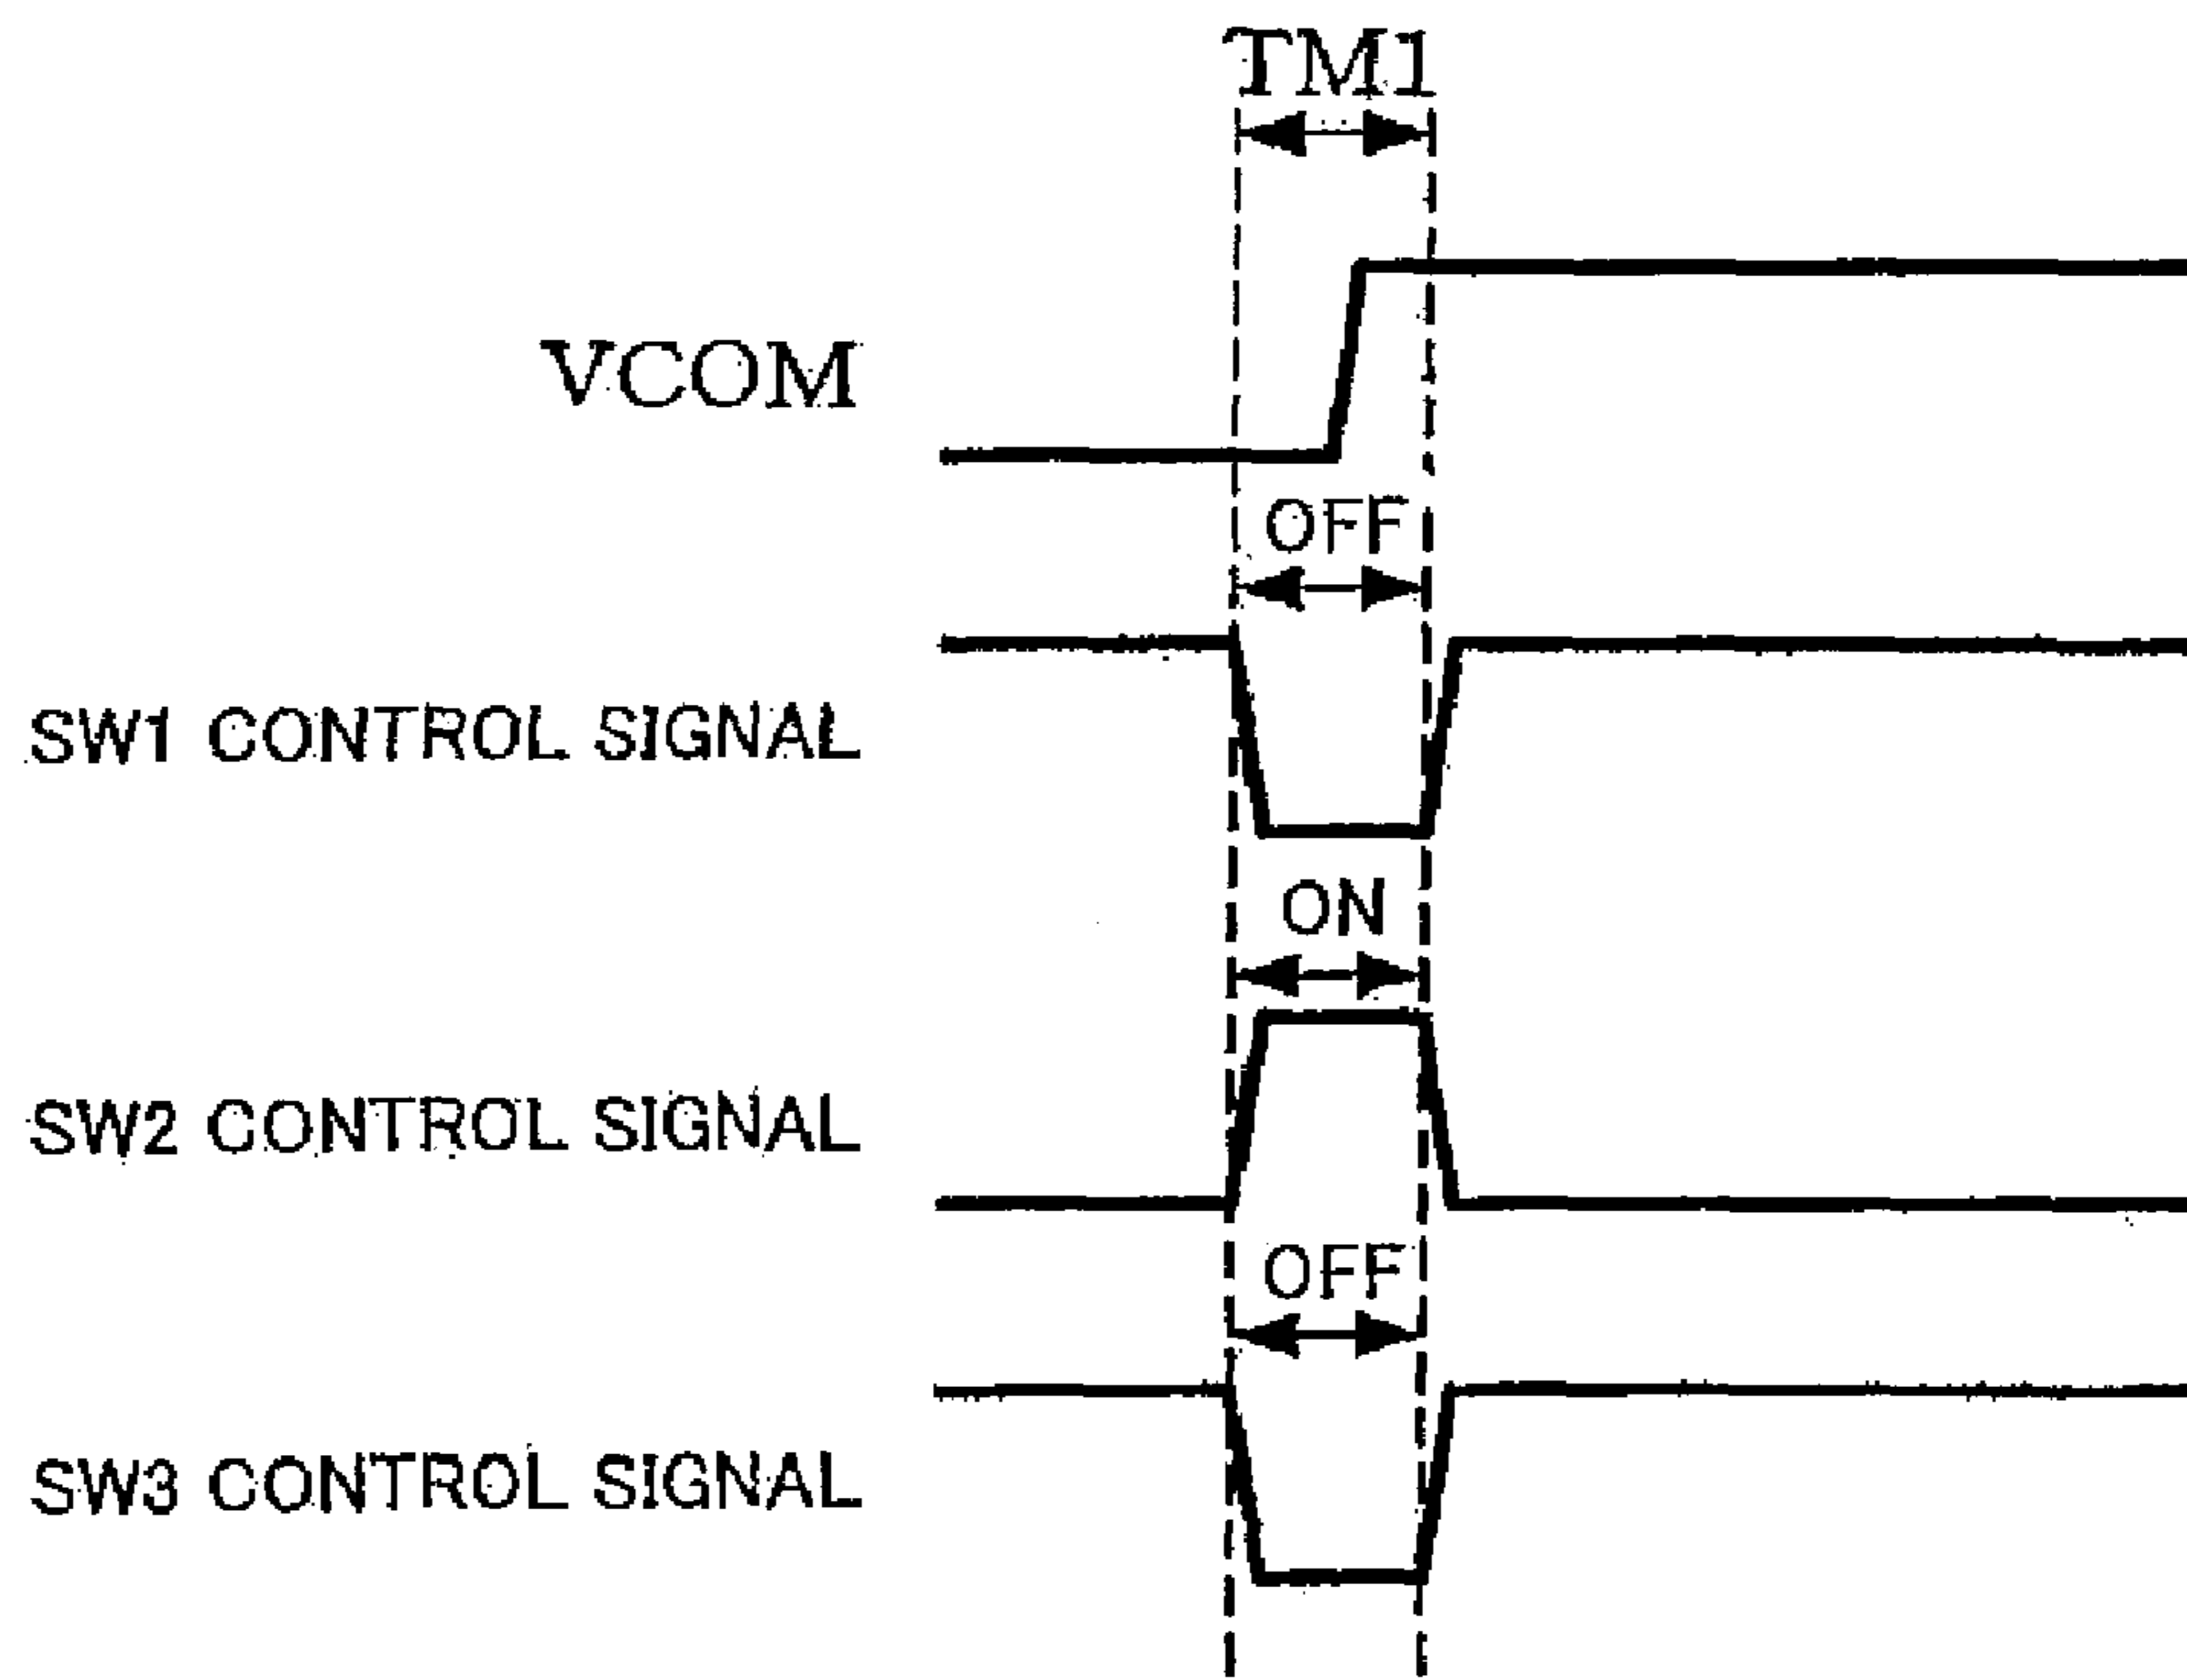 TM1
VCOM
OFF
SW1 CONTROL SIGNAL
ON
SW2 CONTROL SIGNAL
OFF
SW3 CONTROL SIGNAL